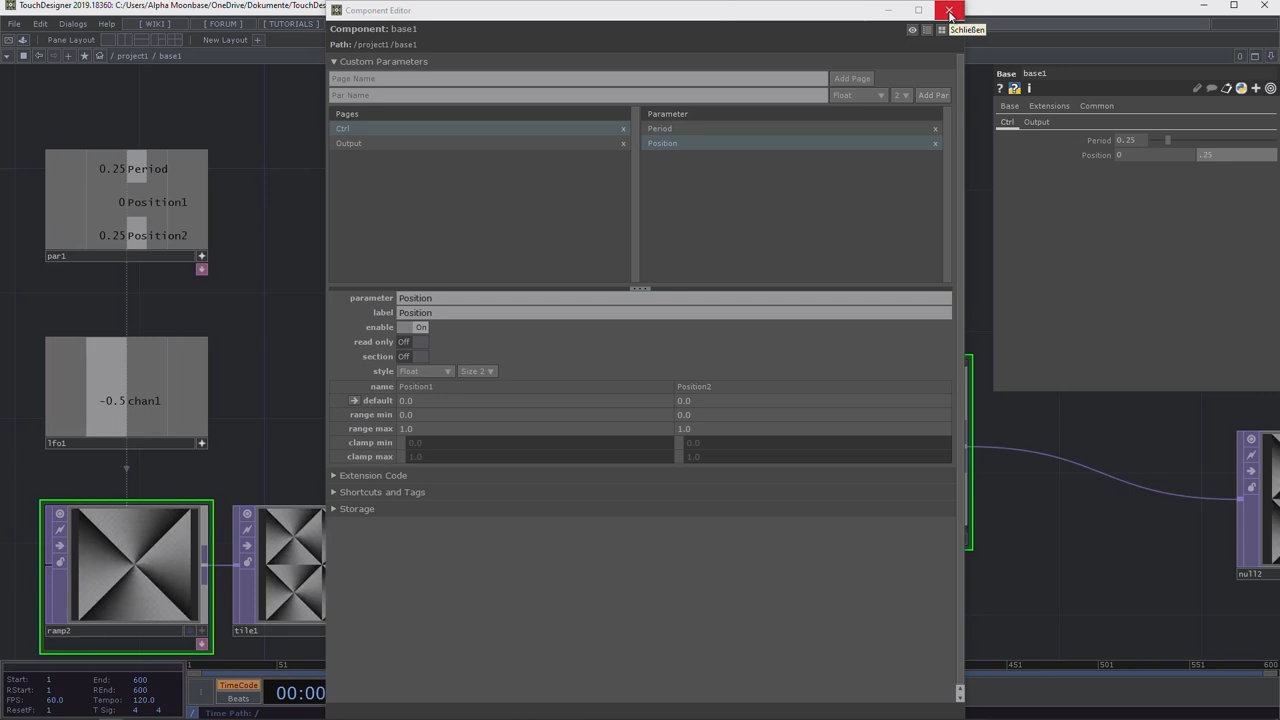 TouchDesigner 2019.18360: C:/Users/Alpha Moonbase/OneDrive/Dokumente/TouchDes
File Edit Dialogs [ WIKI ] [ FORUM ] [ TUTORIALS ]
Pane Layout New Layout +
/ project1 / base1
Component Editor
Schließen
Component: base1
Path: /project1/base1
Custom Parameters
Page Name Add Page
Par Name Float 2 Add Par
Pages Parameter
Ctrl x Period x
Output x Position x
parameter Position
label Position
enable On
read only Off
section Off
style Float Size 2
name Position1 Position2
default 0.0 0.0
range min 0.0 0.0
range max 1.0 1.0
clamp min 0.0 0.0
clamp max 1.0 1.0
Extension Code
Shortcuts and Tags
Storage
Base base1
? ? i
Base Extensions Common
Ctrl Output
Period 0.25
Position 0 .25
0.25 Period
0 Position1
0.25 Position2
par1
-0.5 chan1
lfo1
ramp2
tile1
null2
1 51 451 501 551 600
Start: 1 End: 600
RStart: 1 REnd: 600
FPS: 60.0 Tempo: 120.0
ResetF: 1 T Sig: 4 4
TimeCode
Beats
00:00
/ Time Path: /